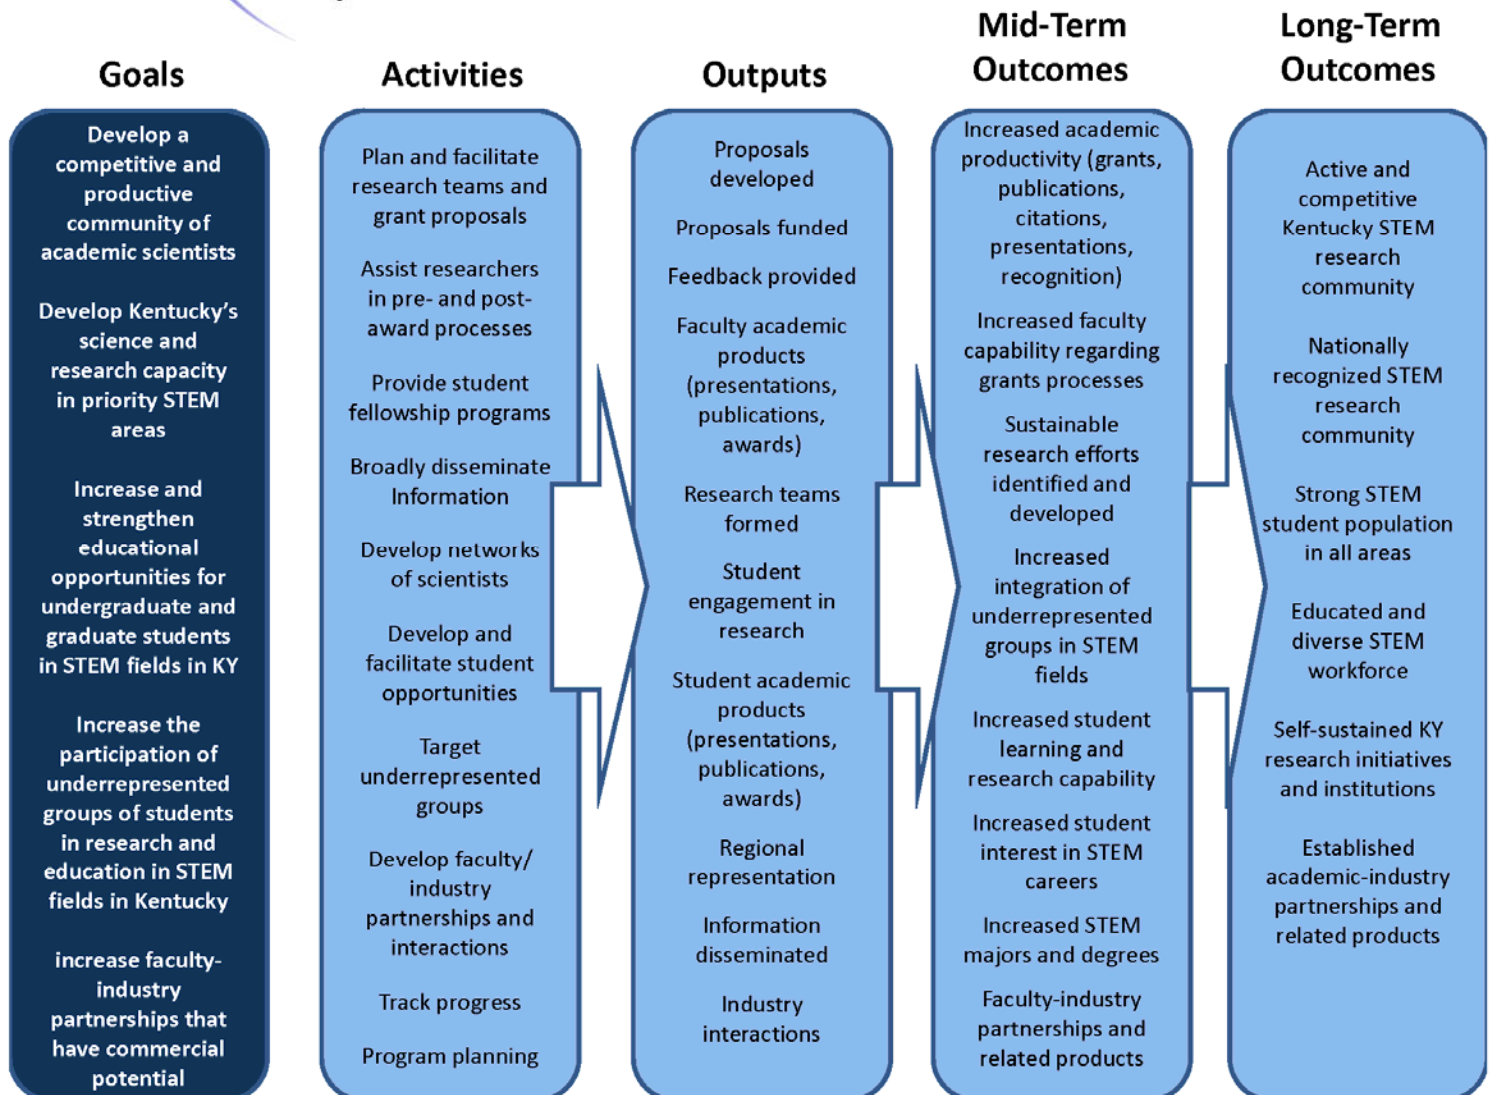 Goals
Develop a
competitive and
productive
community of
academic scientists
Develop Kentucky's
science and
research capacity
in priority STEM
areas
Increase and
strengthen
educational
opportunities for
undergraduate and
graduate students
in STEM fields in KY
Increase the
participation of
underrepresented
groups of students
in research and
education in STEM
fields in Kentucky
increase faculty-
industry
partnerships that
have commercial
potential
Activities
Plan and facilitate
research teams and
grant proposals
Assist researchers
in pre- and post-
award processes
Provide student
fellowship programs
Broadly disseminate
Information
Develop networks
of scientists
Develop and
facilitate student
opportunities
Target
underrepresented
groups
Develop faculty/
industry
partnerships and
interactions
Track progress
Program planning
Outputs
Proposals
developed
Proposals funded
Feedback provided
Faculty academic
products
(presentations,
publications,
awards)
Research teams
formed
Student
engagement in
research
Student academic
products
(presentations,
publications,
awards)
Regional
representation
Information
disseminated
Industry
interactions
Mid-Term
Outcomes
Increased academic
productivity (grants,
publications,
citations,
presentations,
recognition)
Increased faculty
capability regarding
grants processes
Sustainable
research efforts
identified and
developed
Increased
integration of
underrepresented
groups in STEM
fields
Increased student
learning and
research capability
Increased student
interest in STEM
careers
Increased STEM
majors and degrees
Faculty-industry
partnerships and
related products
Long-Term
Outcomes
Active and
competitive
Kentucky STEM
research
community
Nationally
recognized STEM
research
community
Strong STEM
student population
in all areas
Educated and
diverse STEM
workforce
Self-sustained KY
research initiatives
and institutions
Established
academic-industry
partnerships and
related products